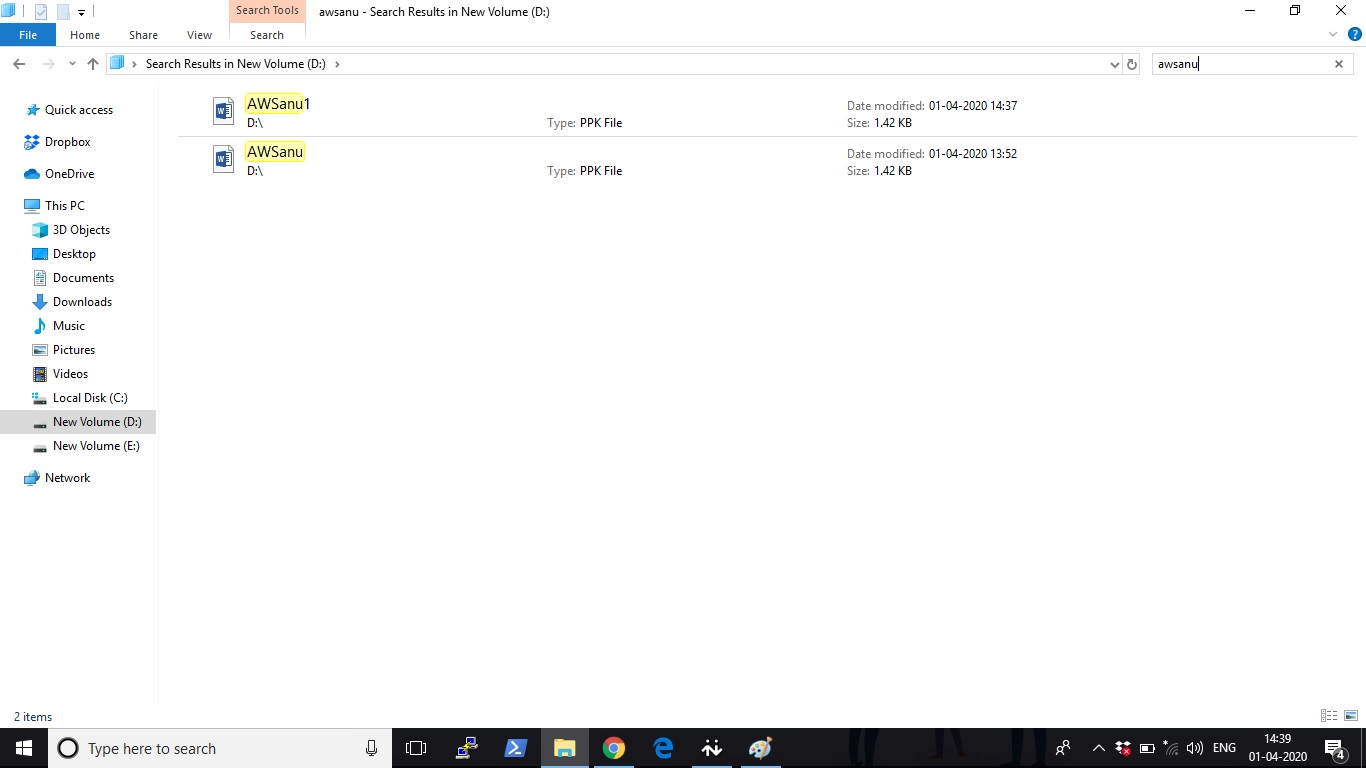 Search Tools
awsanu - Search Results in New Volume (D:)
File Home Share View Search
Search Results in New Volume (D:)
awsanu
Quick access
Dropbox
OneDrive
This PC
3D Objects
Desktop
Documents
Downloads
Music
Pictures
Videos
Local Disk (C:)
New Volume (D:)
New Volume (E:)
Network
AWSanu1
D:\
Type: PPK File
Date modified: 01-04-2020 14:37
Size: 1.42 KB
AWSanu
D:\
Type: PPK File
Date modified: 01-04-2020 13:52
Size: 1.42 KB
2 items
Type here to search
ENG
14:39
01-04-2020
4